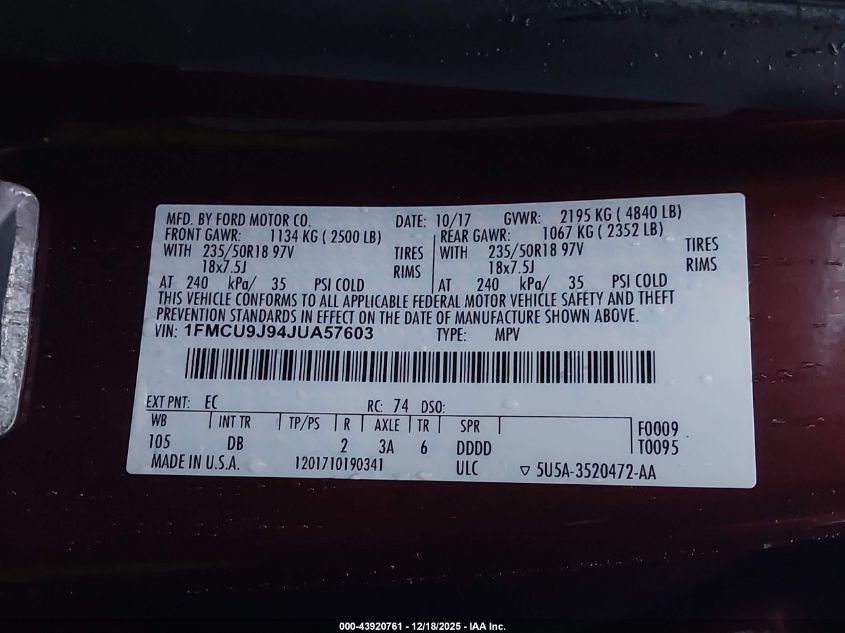 MFD. BY FORD MOTOR CO. DATE: 10/17 GVWR: 2195 KG ( 4840 LB)
FRONT GAWR: 1134 KG ( 2500 LB) REAR GAWR: 1067 KG ( 2352 LB)
WITH 235/50R18 97V TIRES WITH 235/50R18 97V TIRES
18x7.5J RIMS 18x7.5J RIMS
AT 240 kPa/ 35 PSI COLD AT 240 kPa/ 35 PSI COLD
THIS VEHICLE CONFORMS TO ALL APPLICABLE FEDERAL MOTOR VEHICLE SAFETY AND THEFT
PREVENTION STANDARDS IN EFFECT ON THE DATE OF MANUFACTURE SHOWN ABOVE.
VIN: 1FMCU9J94JUA57603 TYPE: MPV
EXT PNT: EC RC: 74 DSO:
WB INT TR TP/PS R AXLE TR SPR F0009
105 DB 2 3A 6 DDDD T0095
MADE IN U.S.A. 1201710190341 ULC ▽ 5U5A-3520472-AA
000-43920761 - 12/18/2025 - IAA Inc.